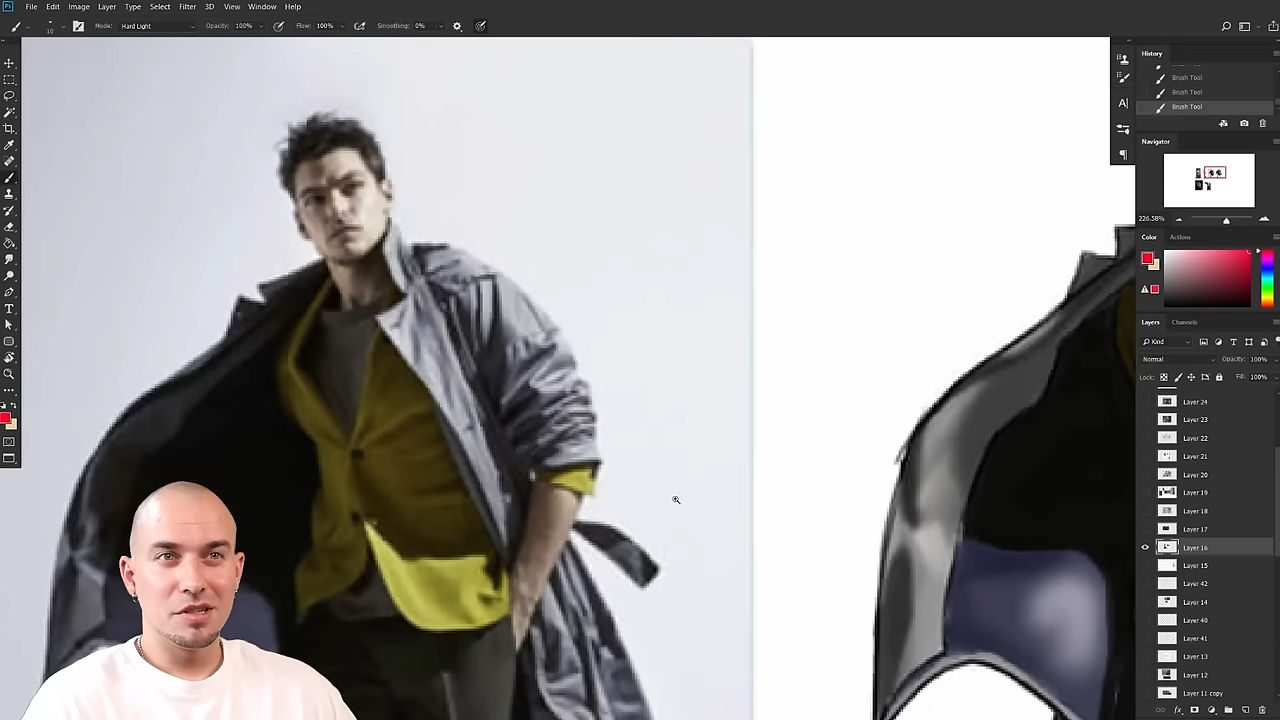 Ps File Edit Image Layer Type Select Filter 3D View Window Help
10 Mode: Hard Light Opacity: 100% Flow: 100% Smoothing: 0%
History
Brush Tool
Brush Tool
Brush Tool
Navigator
226.58%
Color Actions
Layers Channels
Kind
Normal Opacity: 100%
Lock: Fill: 100%
Layer 24
Layer 23
Layer 22
Layer 21
Layer 20
Layer 19
Layer 18
Layer 17
Layer 16
Layer 15
Layer 42
Layer 14
Layer 40
Layer 41
Layer 13
Layer 12
Layer 11 copy